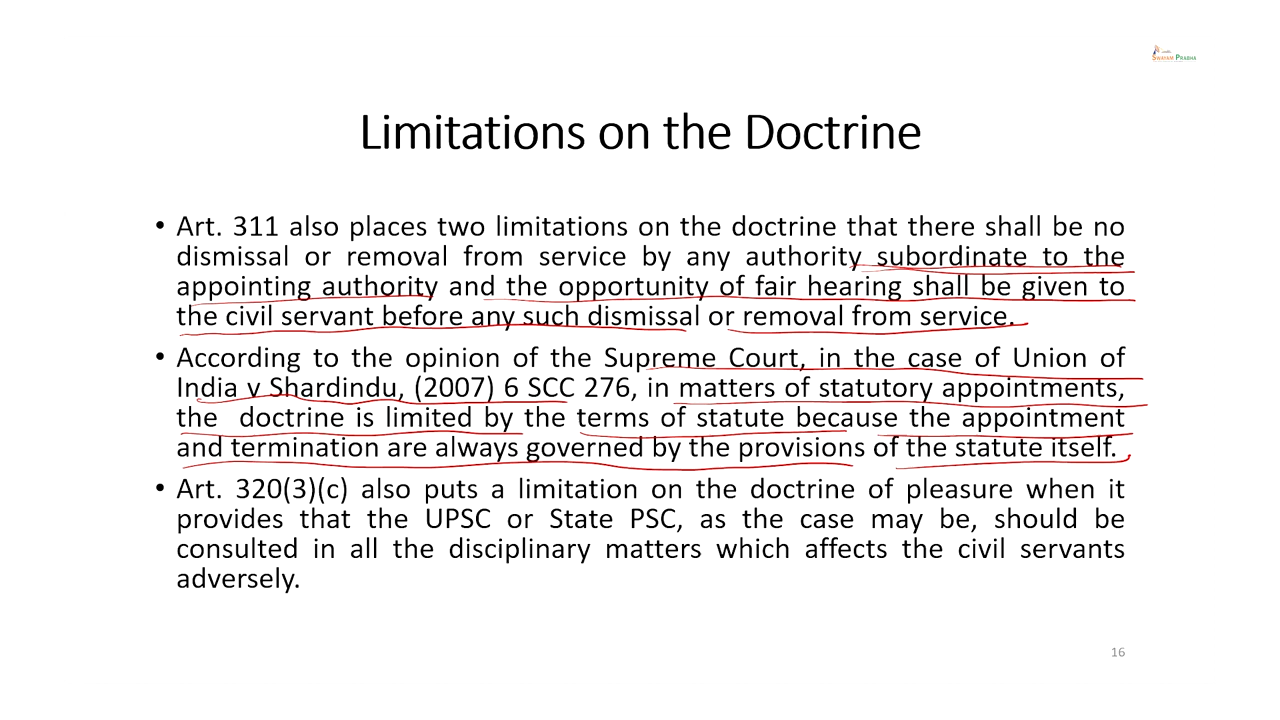 SWAYAM PRABHA
Limitations on the Doctrine
• Art. 311 also places two limitations on the doctrine that there shall be no
dismissal or removal from service by any authority subordinate to the
appointing authority and the opportunity of fair hearing shall be given to
the civil servant before any such dismissal or removal from service.
• According to the opinion of the Supreme Court, in the case of Union of
India v Shardindu, (2007) 6 SCC 276, in matters of statutory appointments,
the doctrine is limited by the terms of statute because the appointment
and termination are always governed by the provisions of the statute itself.
• Art. 320(3)(c) also puts a limitation on the doctrine of pleasure when it
provides that the UPSC or State PSC, as the case may be, should be
consulted in all the disciplinary matters which affects the civil servants
adversely.
16